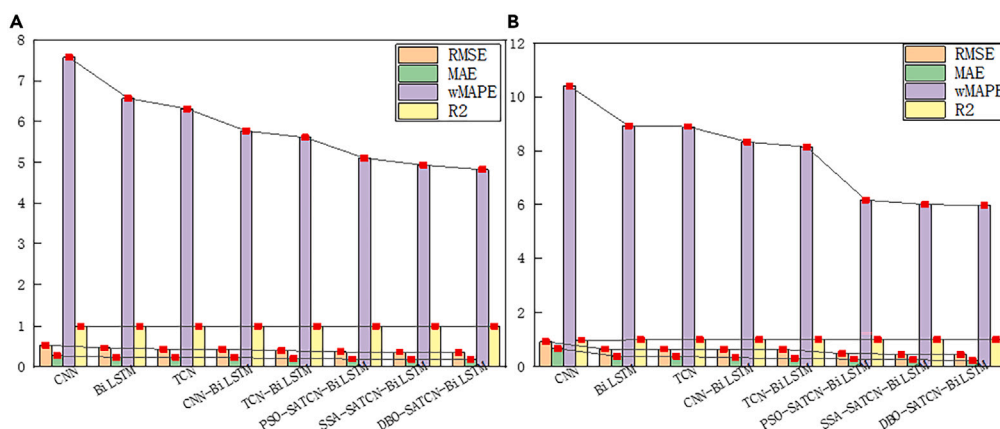 A
8
7
6
5
4
3
2
1
0
RMSE
MAE
wMAPE
R2
CNN
BiLSTM
TCN
CNN-BiLSTM
TCN-BiLSTM
PSO-SATCN-BiLSTM
SSA-SATCN-BiLSTM
DBO-SATCN-BiLSTM
B
12
10
8
6
4
2
0
RMSE
MAE
wMAPE
R2
CNN
BiLSTM
TCN
CNN-BiLSTM
TCN-BiLSTM
PSO-SATCN-BiLSTM
SSA-SATCN-BiLSTM
DBO-SATCN-BiLSTM